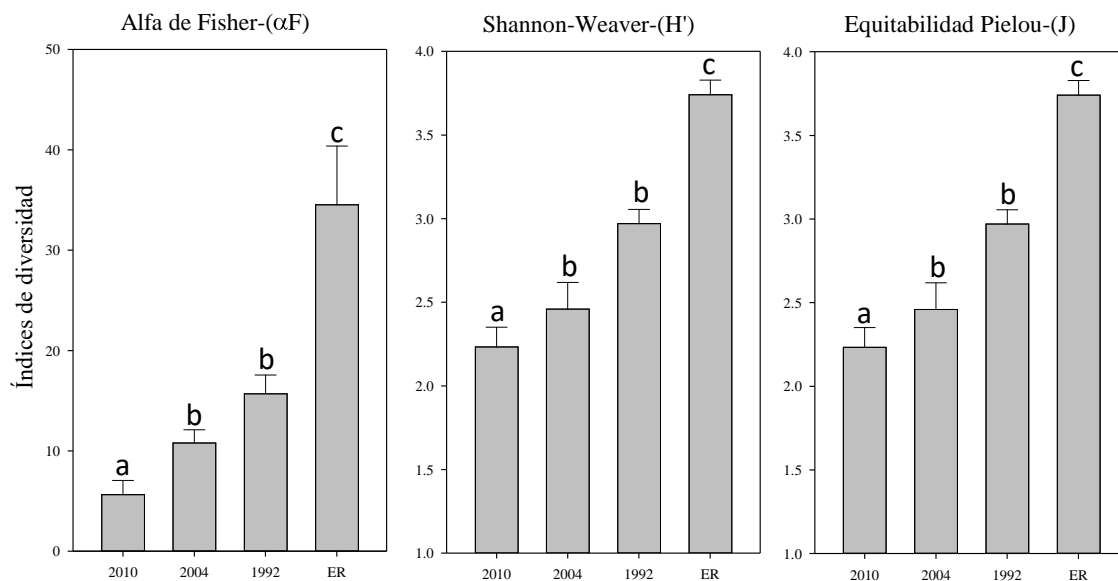 Alfa de Fisher-(αF)
Shannon-Weaver-(H')
Equitabilidad Pielou-(J)
Índices de diversidad
50
40
30
20
10
0
a
b
b
c
2010
2004
1992
ER
4.0
3.5
3.0
2.5
2.0
1.5
1.0
a
b
b
c
2010
2004
1992
ER
4.0
3.5
3.0
2.5
2.0
1.5
1.0
a
b
b
c
2010
2004
1992
ER